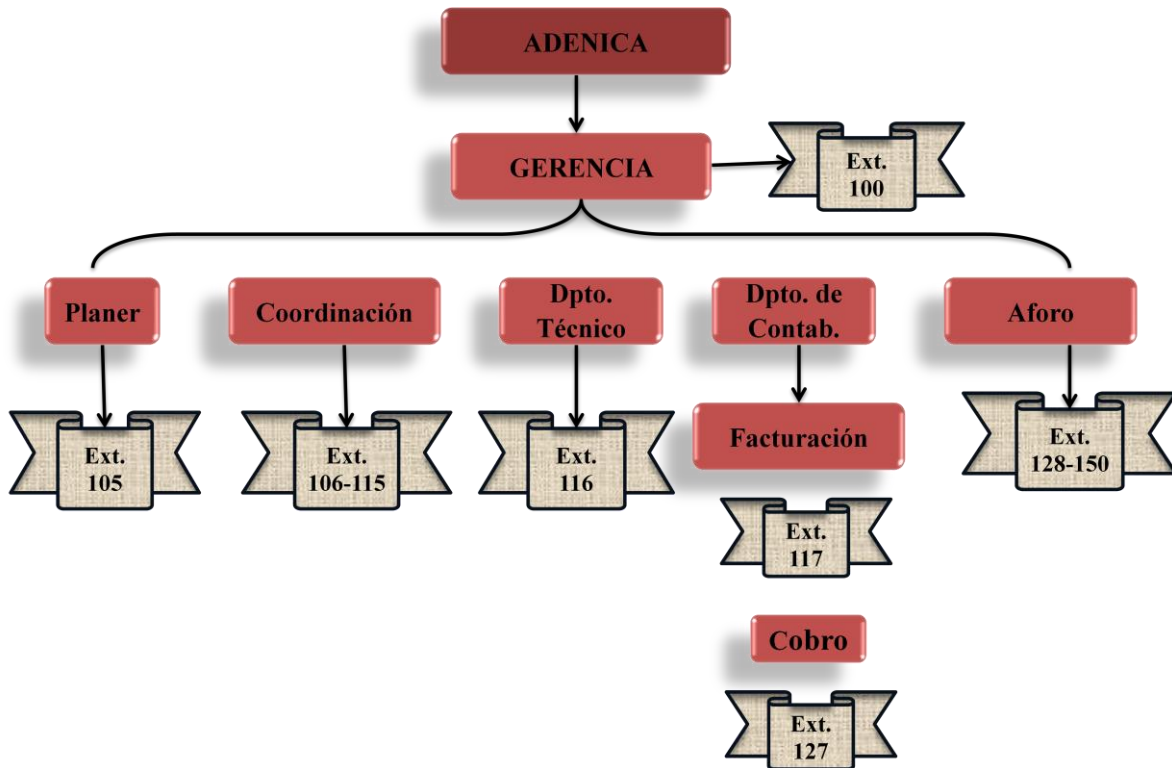 ADENICA
GERENCIA
Ext.
100
Planer
Coordinación
Dpto.
Técnico
Dpto. de
Contab.
Aforo
Ext.
105
Ext.
106-115
Ext.
116
Facturación
Ext.
128-150
Ext.
117
Cobro
Ext.
127